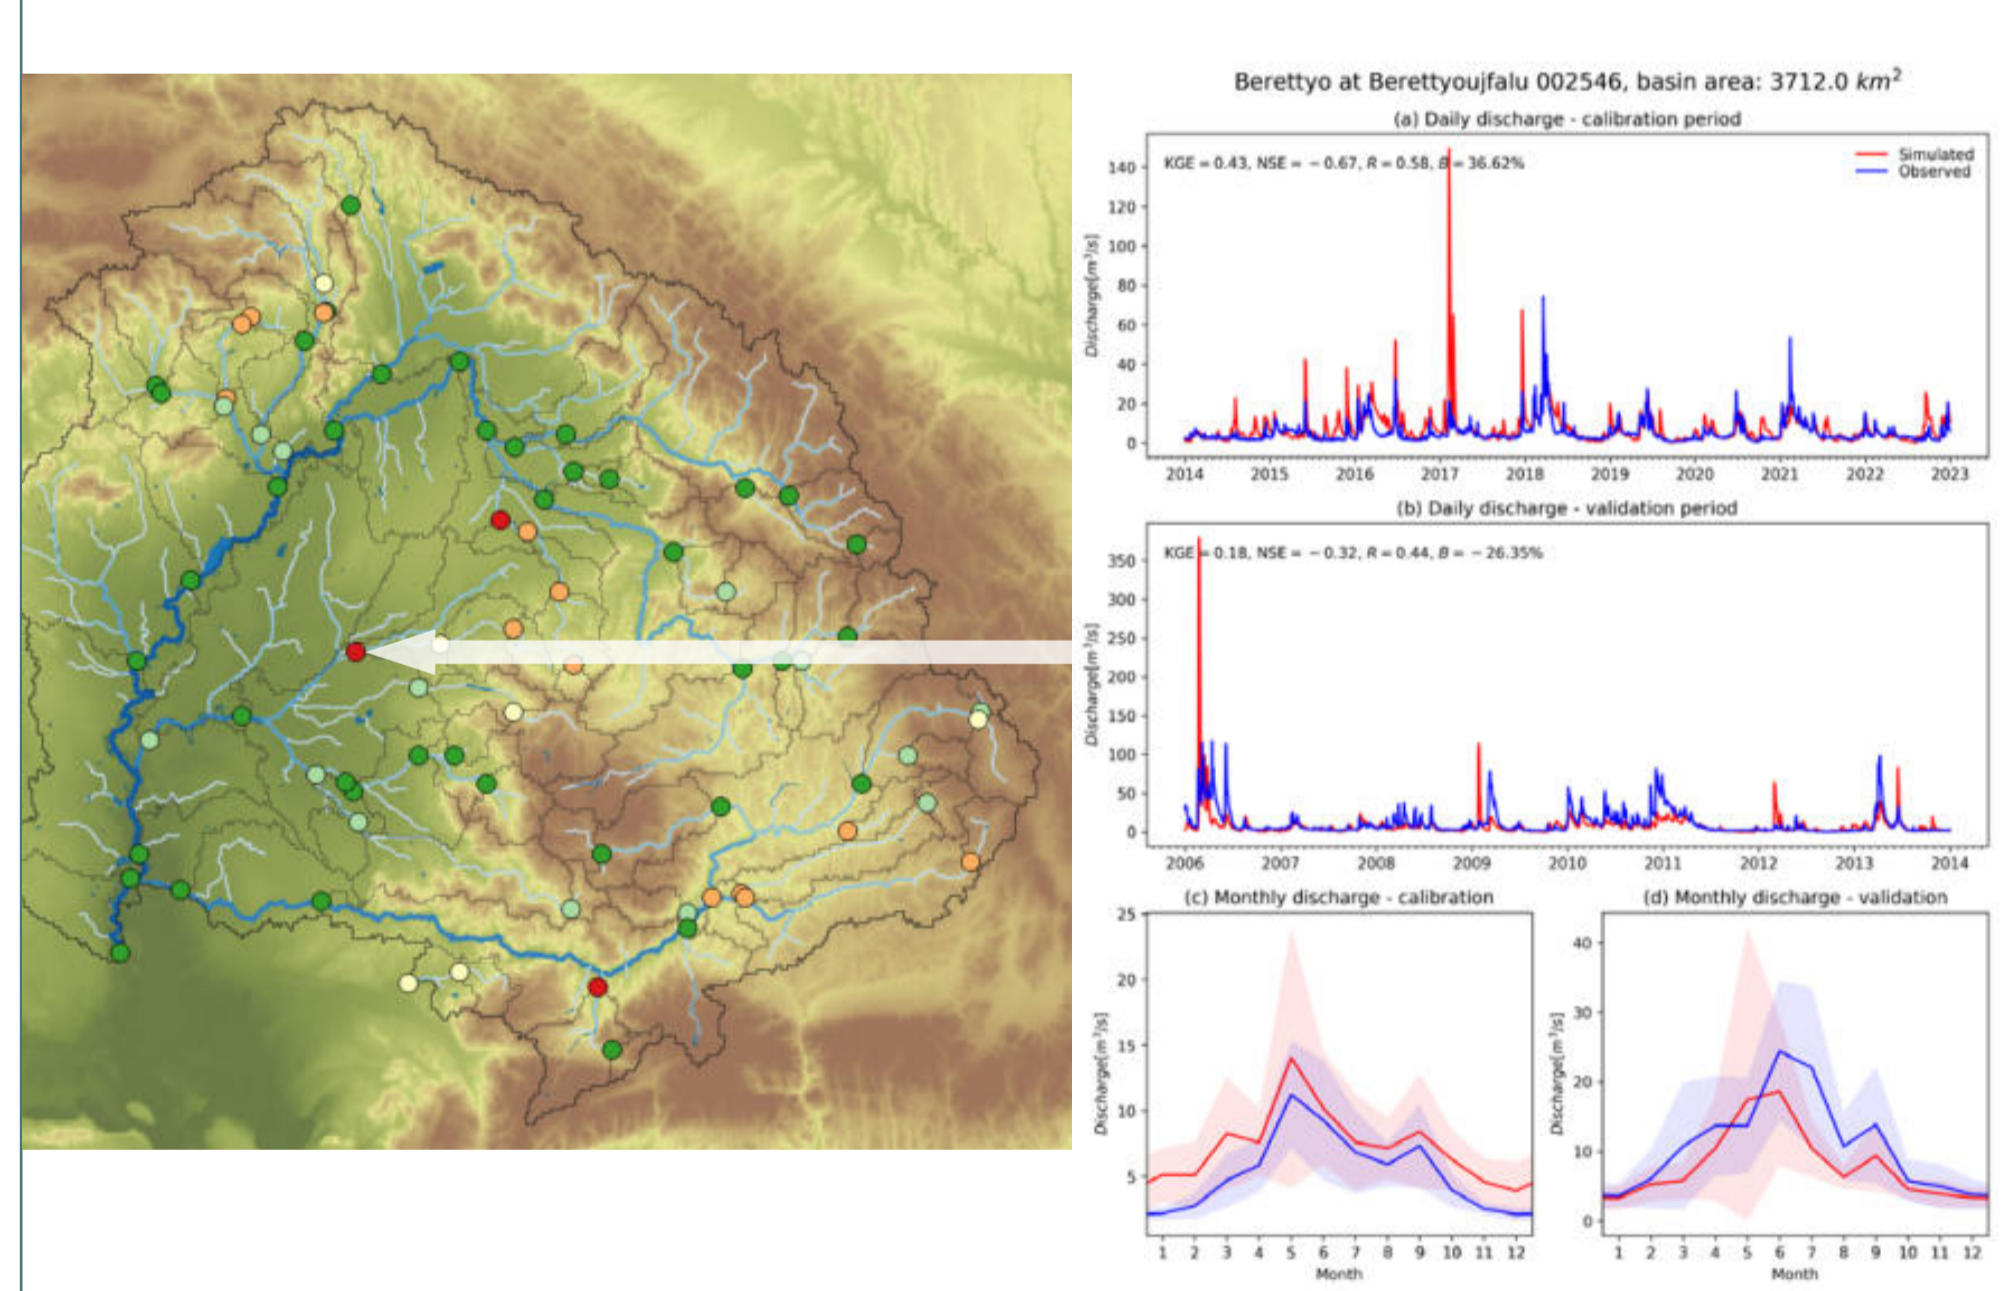 Berettyo at Berettyoujfalu 002546, basin area: 3712.0 km²
(a) Daily discharge - calibration period
KGE = 0.43, NSE = −0.67, R = 0.58, B = 36.62%
Simulated
Observed
Discharge[m³/s]
140
120
100
80
60
40
20
0
2014 2015 2016 2017 2018 2019 2020 2021 2022 2023
(b) Daily discharge - validation period
KGE = 0.18, NSE = −0.32, R = 0.44, B = −26.35%
Discharge[m³/s]
350
300
250
200
150
100
50
0
2006 2007 2008 2009 2010 2011 2012 2013 2014
(c) Monthly discharge - calibration
Discharge[m³/s]
25
20
15
10
5
1 2 3 4 5 6 7 8 9 10 11 12
Month
(d) Monthly discharge - validation
Discharge[m³/s]
40
30
20
10
0
1 2 3 4 5 6 7 8 9 10 11 12
Month